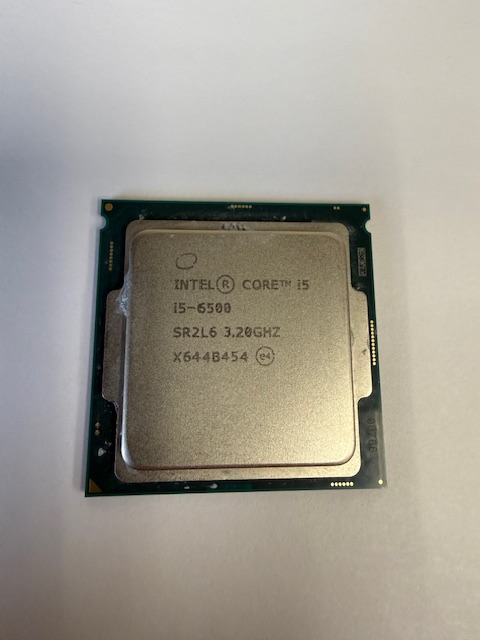 INTEL® CORE™ i5
i5-6500
SR2L6 3.20GHZ
X644B454 e4